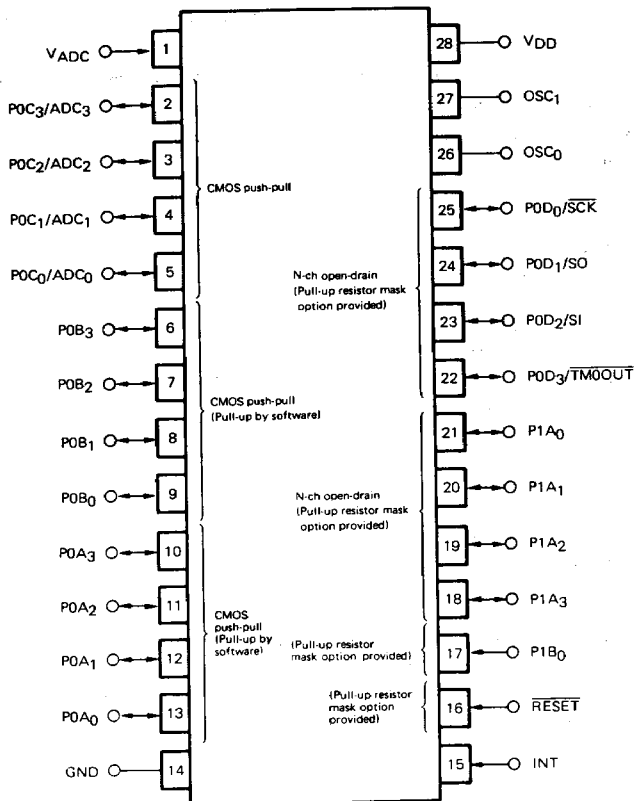 V_ADC 1
P0C₃/ADC₃ 2
P0C₂/ADC₂ 3
P0C₁/ADC₁ 4
P0C₀/ADC₀ 5
CMOS push-pull
P0B₃ 6
P0B₂ 7
P0B₁ 8
P0B₀ 9
CMOS push-pull
(Pull-up by software)
P0A₃ 10
P0A₂ 11
P0A₁ 12
P0A₀ 13
CMOS
push-pull
(Pull-up by
software)
GND 14
28 V_DD
27 OSC₁
26 OSC₀
25 P0D₀/S̅C̅K̅
24 P0D₁/SO
23 P0D₂/SI
22 P0D₃/T̅M̅0̅O̅U̅T̅
N-ch open-drain
(Pull-up resistor mask
option provided)
21 P1A₀
20 P1A₁
19 P1A₂
18 P1A₃
N-ch open-drain
(Pull-up resistor mask
option provided)
17 P1B₀
(Pull-up resistor
mask option provided)
16 R̅E̅S̅E̅T̅
(Pull-up resistor
mask option
provided)
15 INT